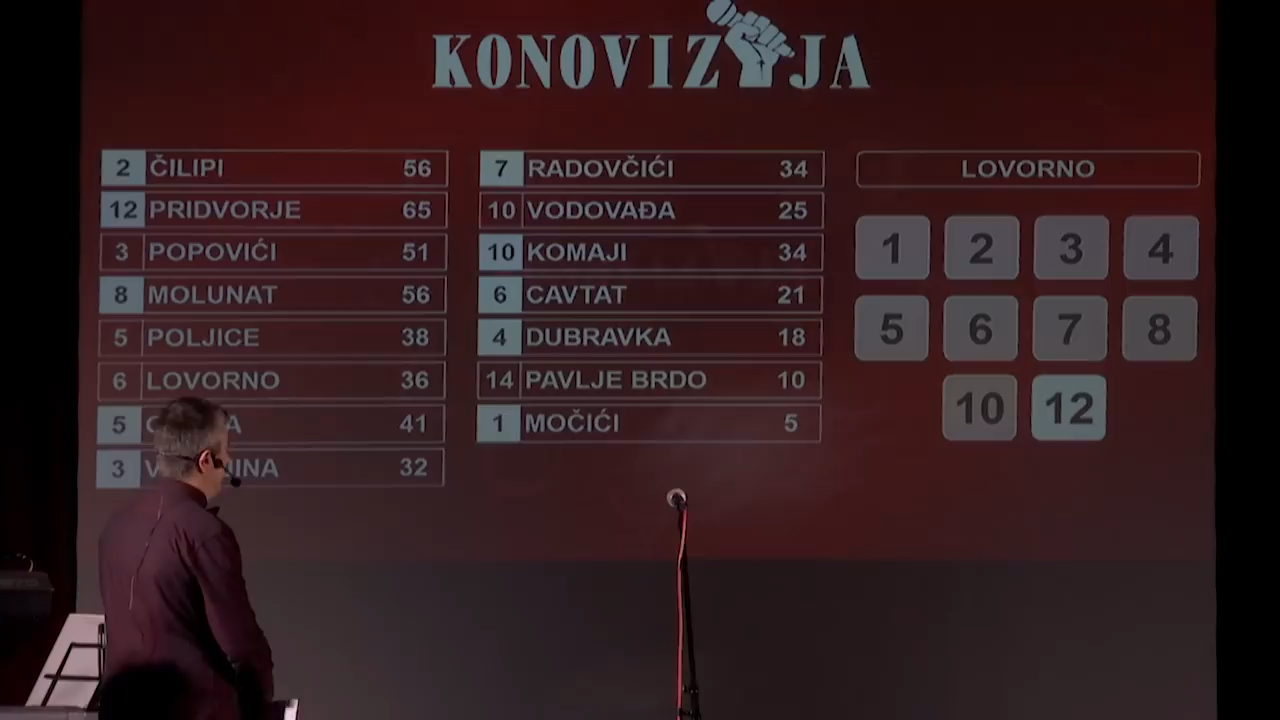 KONOVIZIJA
2 ČILIPI 56
12 PRIDVORJE 65
3 POPOVIĆI 51
8 MOLUNAT 56
5 POLJICE 38
6 LOVORNO 36
5 41
3 32
7 RADOVČIĆI 34
10 VODOVAĐA 25
10 KOMAJI 34
6 CAVTAT 21
4 DUBRAVKA 18
14 PAVLJE BRDO 10
1 MOČIĆI 5
LOVORNO
1 2 3 4
5 6 7 8
10 12